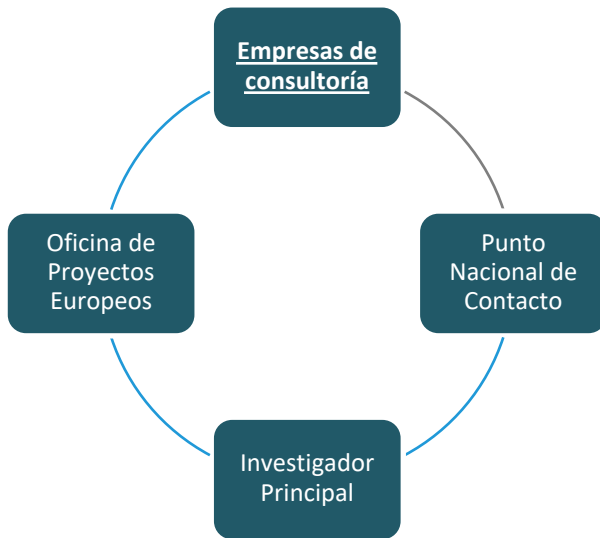 Empresas de
consultoría
Oficina de
Proyectos
Europeos
Punto
Nacional de
Contacto
Investigador
Principal